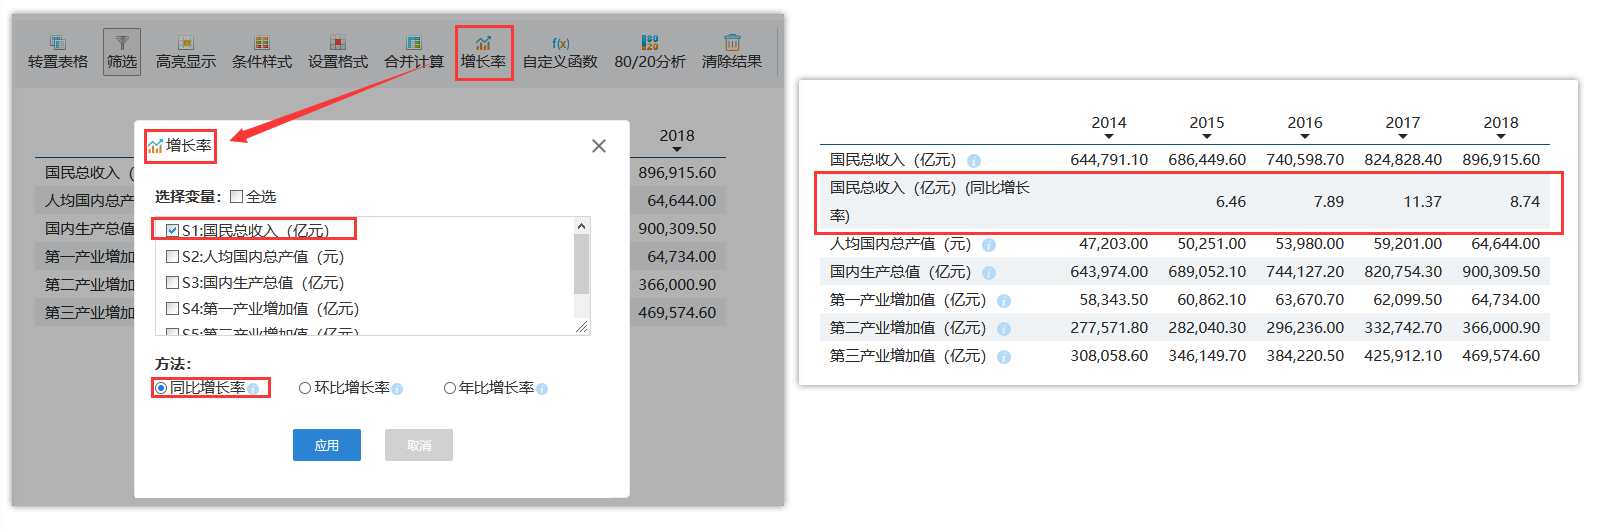 转置表格 筛选 高亮显示 条件样式 设置格式 合并计算 增长率 f(x) 自定义函数 80 20 80/20分析 清除结果
2018
国民总收入（ 896,915.60
人均国内总产 64,644.00
国内生产总值 900,309.50
第一产业增加 64,734.00
第二产业增加 366,000.90
第三产业增加 469,574.60
增长率
选择变量: 全选
S1:国民总收入（亿元）
S2:人均国内总产值（元）
S3:国内生产总值（亿元）
S4:第一产业增加值（亿元）
S5:第二产业增加值（亿元）
方法:
同比增长率 环比增长率 年比增长率
应用 取消
2014 2015 2016 2017 2018
国民总收入（亿元） 644,791.10 686,449.60 740,598.70 824,828.40 896,915.60
国民总收入（亿元）(同比增长
率) 6.46 7.89 11.37 8.74
人均国内总产值（元） 47,203.00 50,251.00 53,980.00 59,201.00 64,644.00
国内生产总值（亿元） 643,974.00 689,052.10 744,127.20 820,754.30 900,309.50
第一产业增加值（亿元） 58,343.50 60,862.10 63,670.70 62,099.50 64,734.00
第二产业增加值（亿元） 277,571.80 282,040.30 296,236.00 332,742.70 366,000.90
第三产业增加值（亿元） 308,058.60 346,149.70 384,220.50 425,912.10 469,574.60